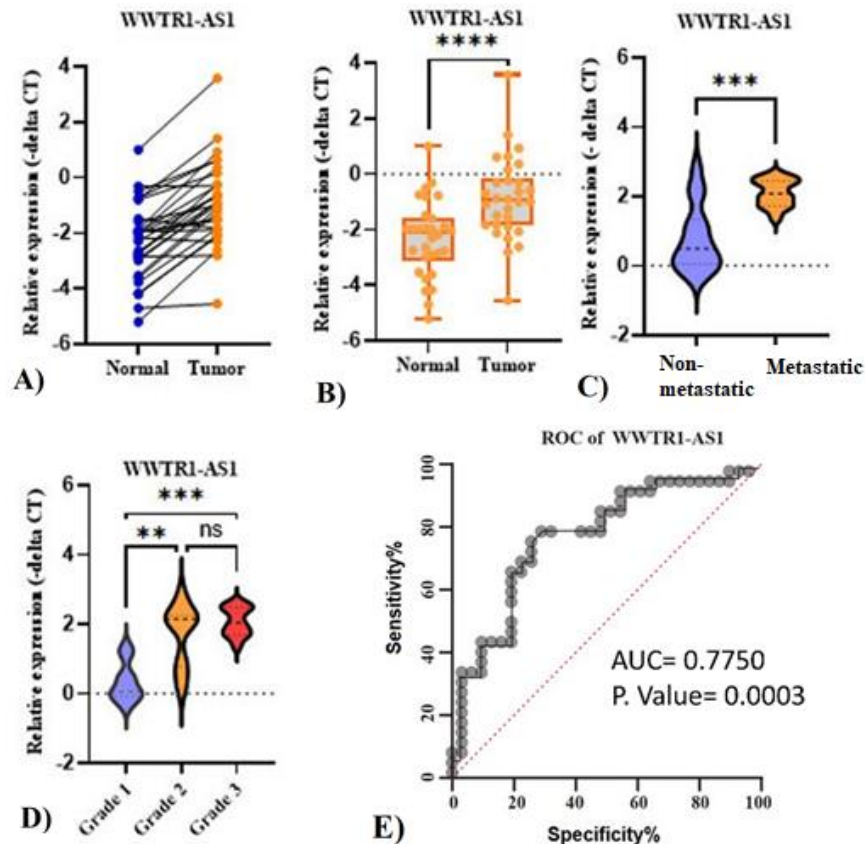 WWTR1-AS1
Relative expression (-delta CT)
4
2
0
-2
-4
-6
Normal
Tumor
A)
WWTR1-AS1
****
Relative expression (-delta CT)
4
2
0
-2
-4
-6
Normal
Tumor
B)
WWTR1-AS1
***
Relative expression (- delta CT)
6
4
2
0
-2
Non-
metastatic
Metastatic
C)
WWTR1-AS1
***
**
ns
Relative expression (-delta CT)
6
4
2
0
-2
Grade 1
Grade 2
Grade 3
D)
ROC of WWTR1-AS1
Sensitivity%
100
80
60
40
20
0
AUC= 0.7750
P. Value= 0.0003
0
20
40
60
80
100
Specificity%
E)